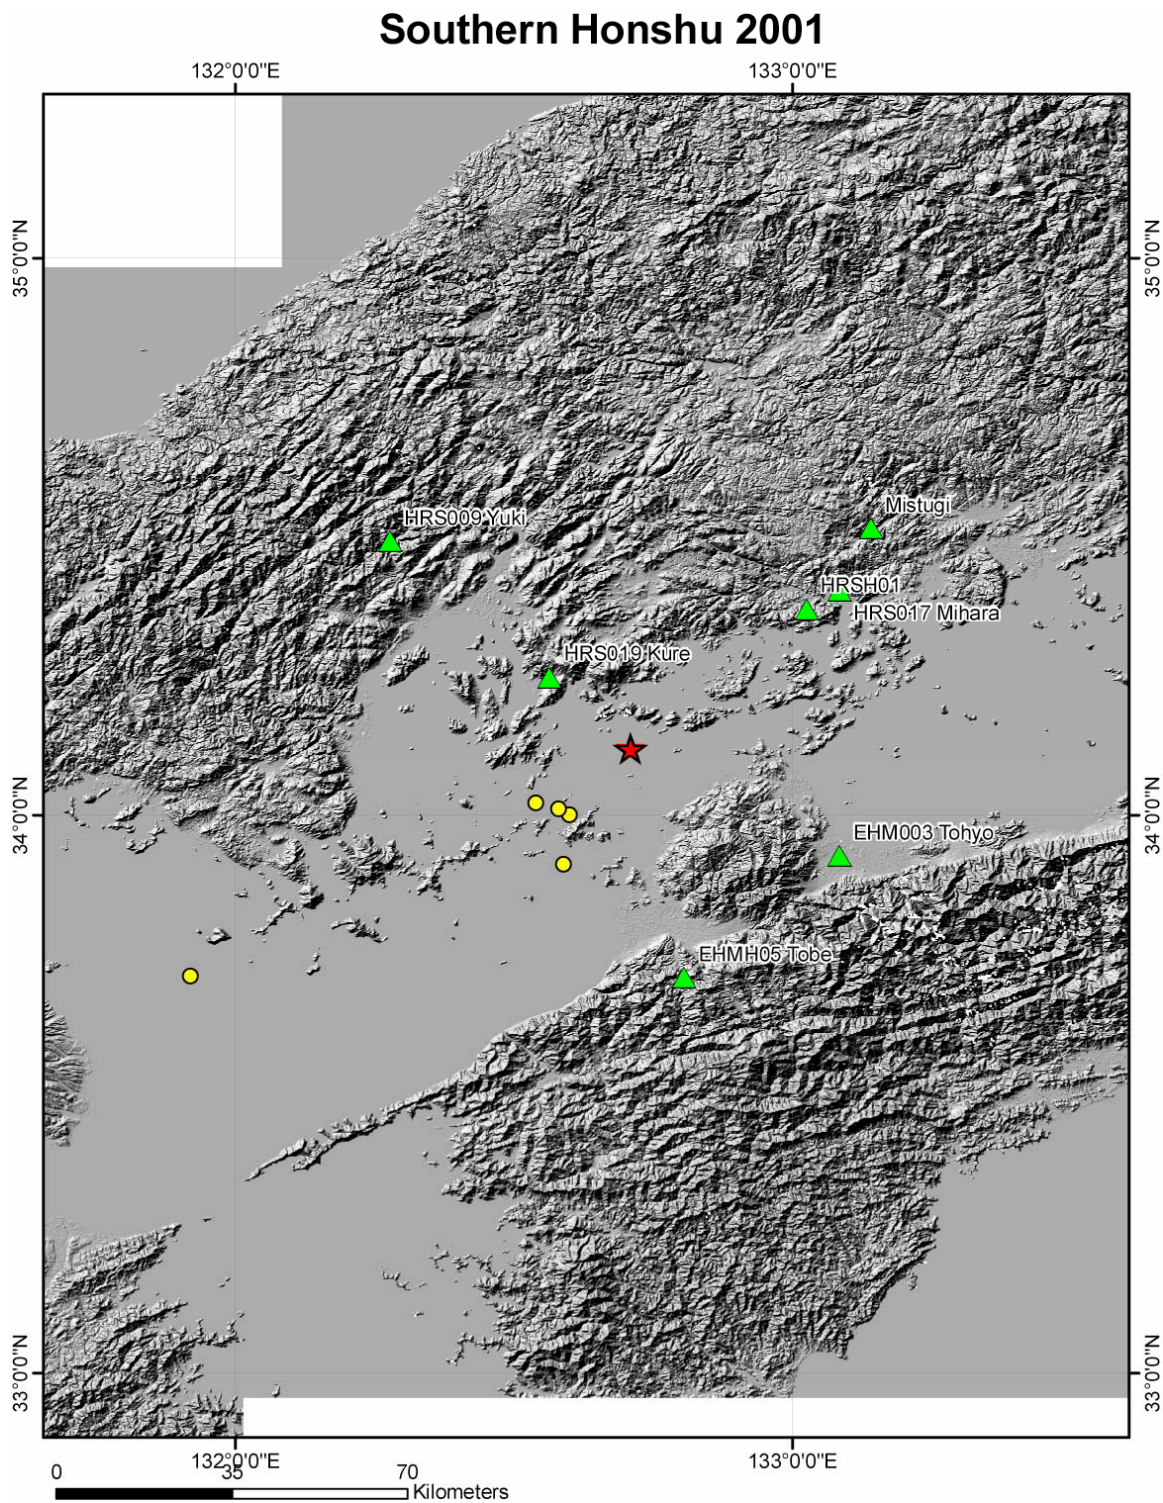 Southern Honshu 2001
132°0'0"E
133°0'0"E
35°0'0"N
35°0'0"N
Mistugi
HRS009 Yuki
HRSH01
HRS017 Mihara
HRS019 Kure
34°0'0"N
34°0'0"N
EHM003 Tohyo
EHMH05 Tobe
33°0'0"N
33°0'0"N
132°0'0"E
133°0'0"E
0 35 70
Kilometers